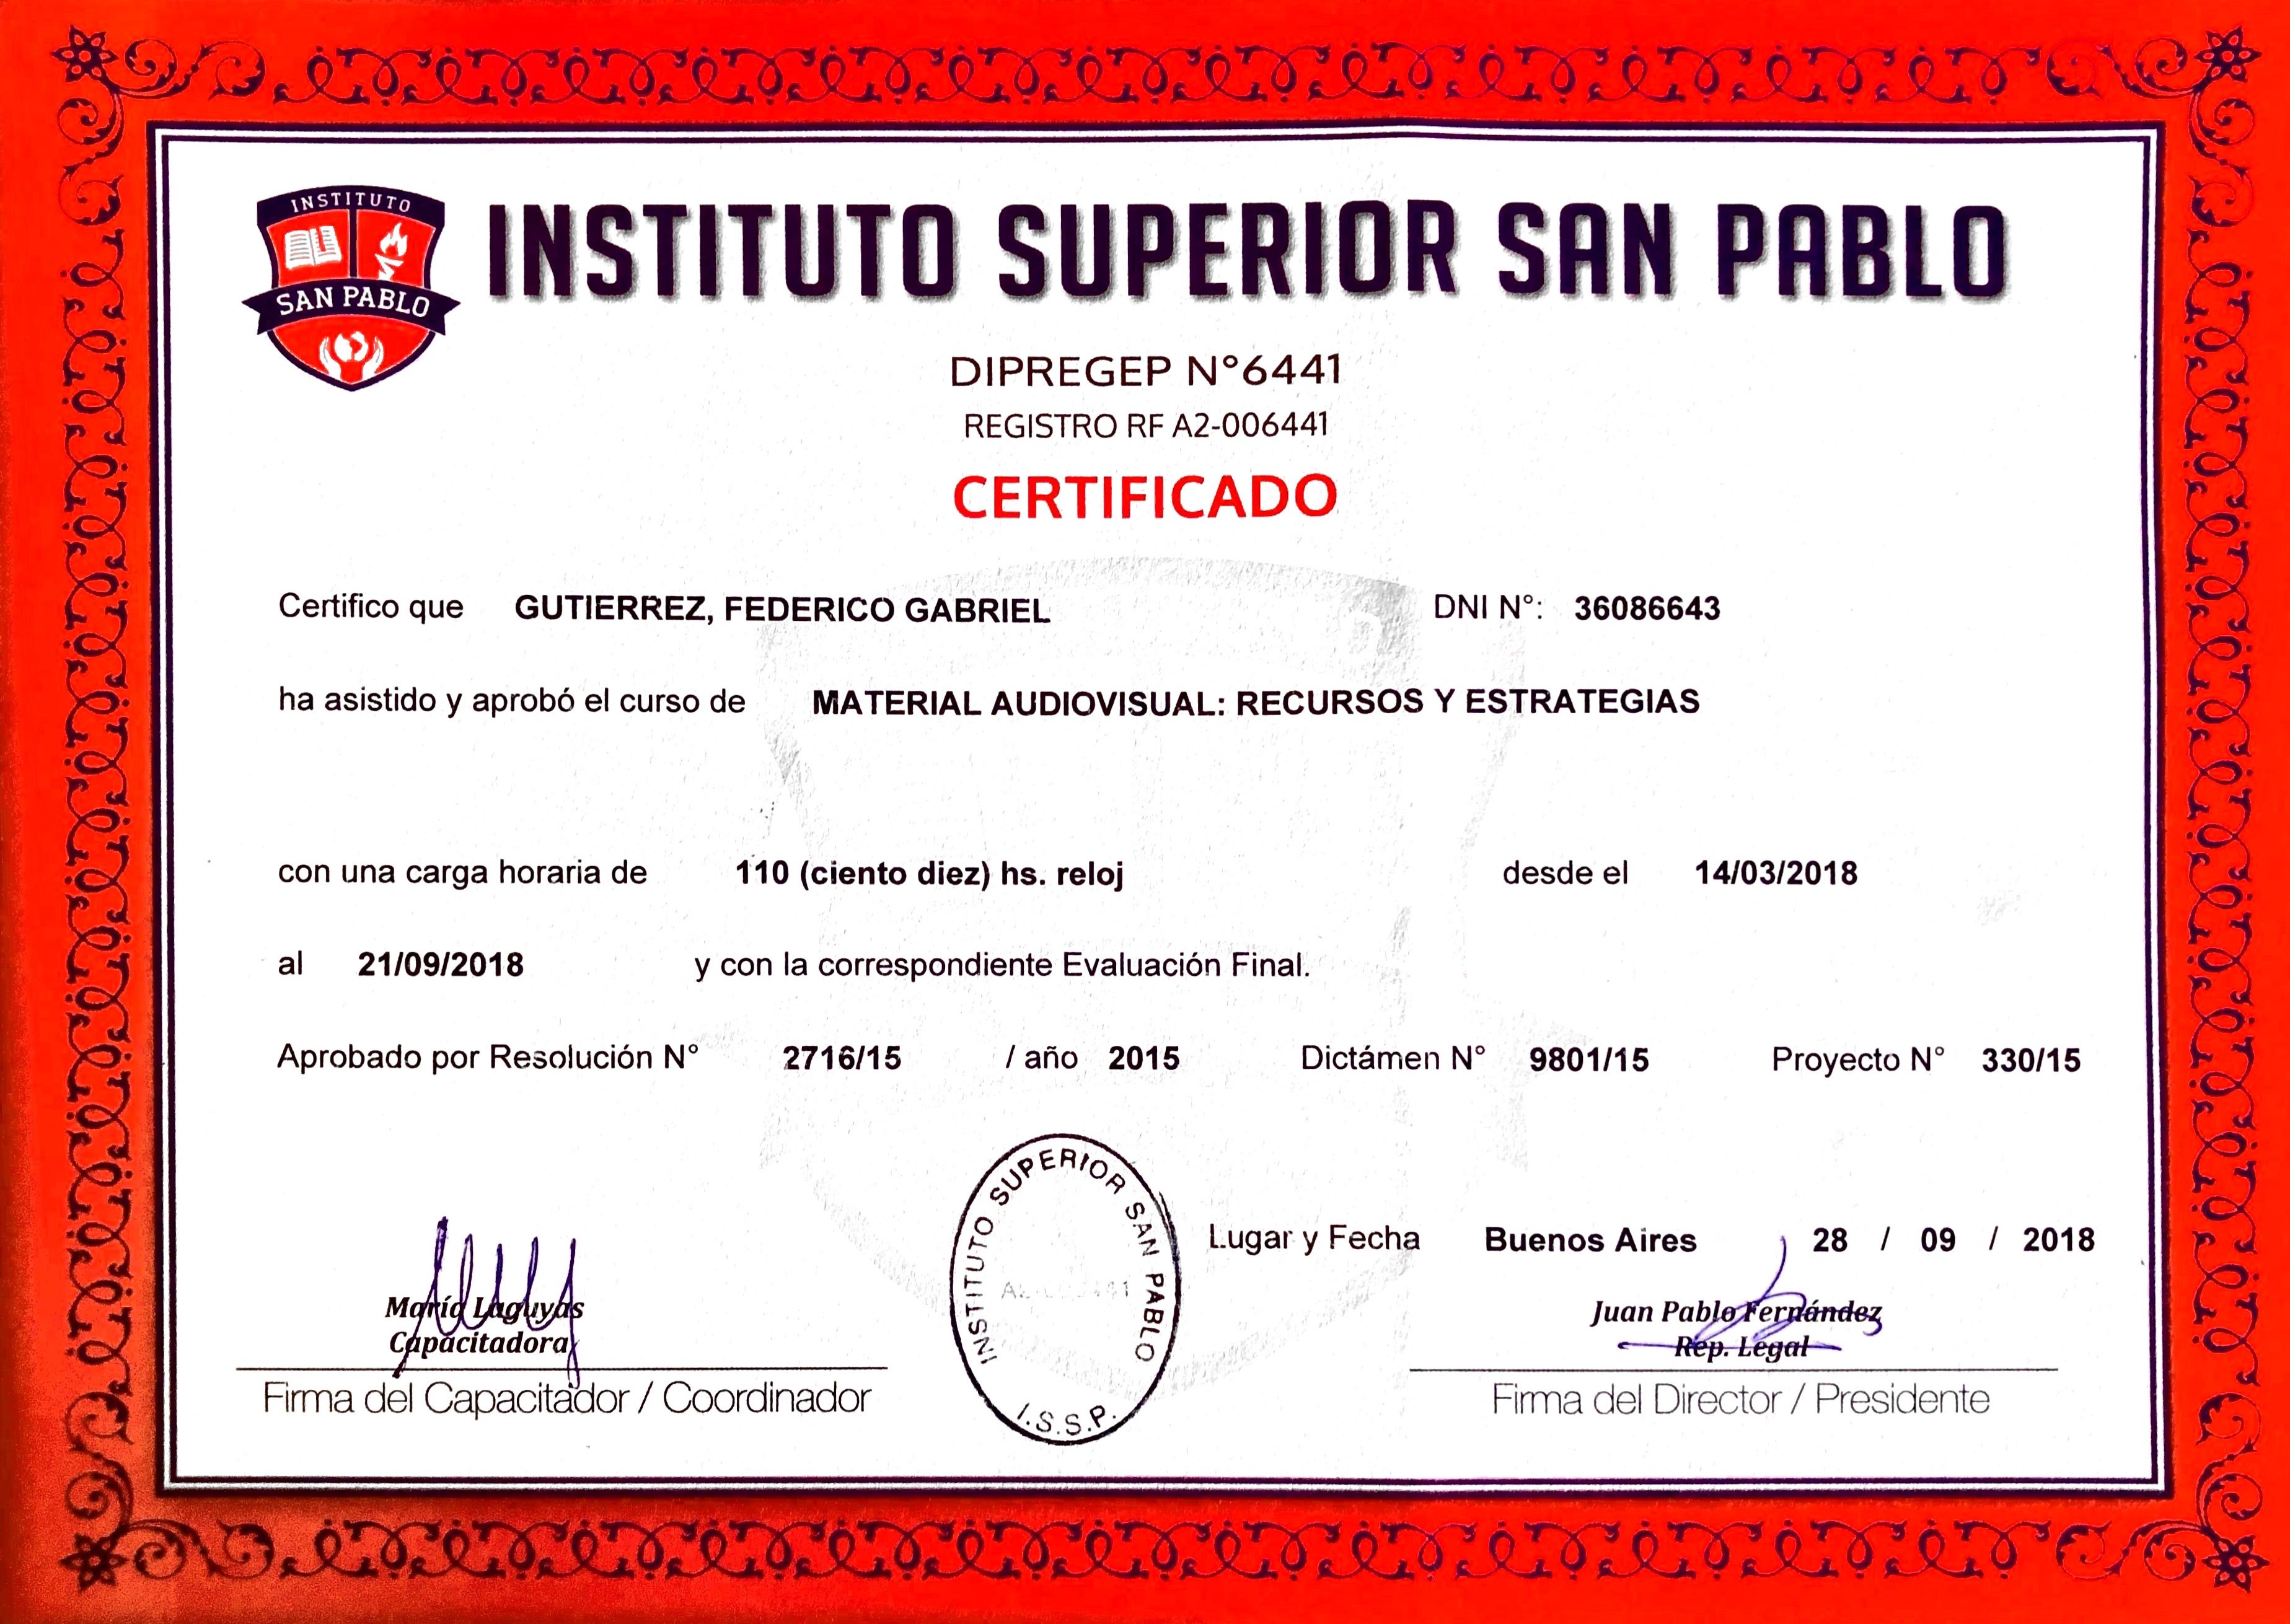 INSTITUTO
SAN PABLO
INSTITUTO SUPERIOR SAN PABLO
DIPREGEP N°6441
REGISTRO RF A2-006441
CERTIFICADO
Certifico que GUTIERREZ, FEDERICO GABRIEL DNI N°: 36086643
ha asistido y aprobó el curso de MATERIAL AUDIOVISUAL: RECURSOS Y ESTRATEGIAS
con una carga horaria de 110 (ciento diez) hs. reloj desde el 14/03/2018
al 21/09/2018 y con la correspondiente Evaluación Final.
Aprobado por Resolución N° 2716/15 / año 2015 Dictámen N° 9801/15 Proyecto N° 330/15
INSTITUTO SUPERIOR SAN PABLO
I.S.S.P.
Lugar y Fecha Buenos Aires 28 / 09 / 2018
María Laguyas
Capacitadora
Firma del Capacitador / Coordinador
Juan Pablo Fernández
Rep. Legal
Firma del Director / Presidente